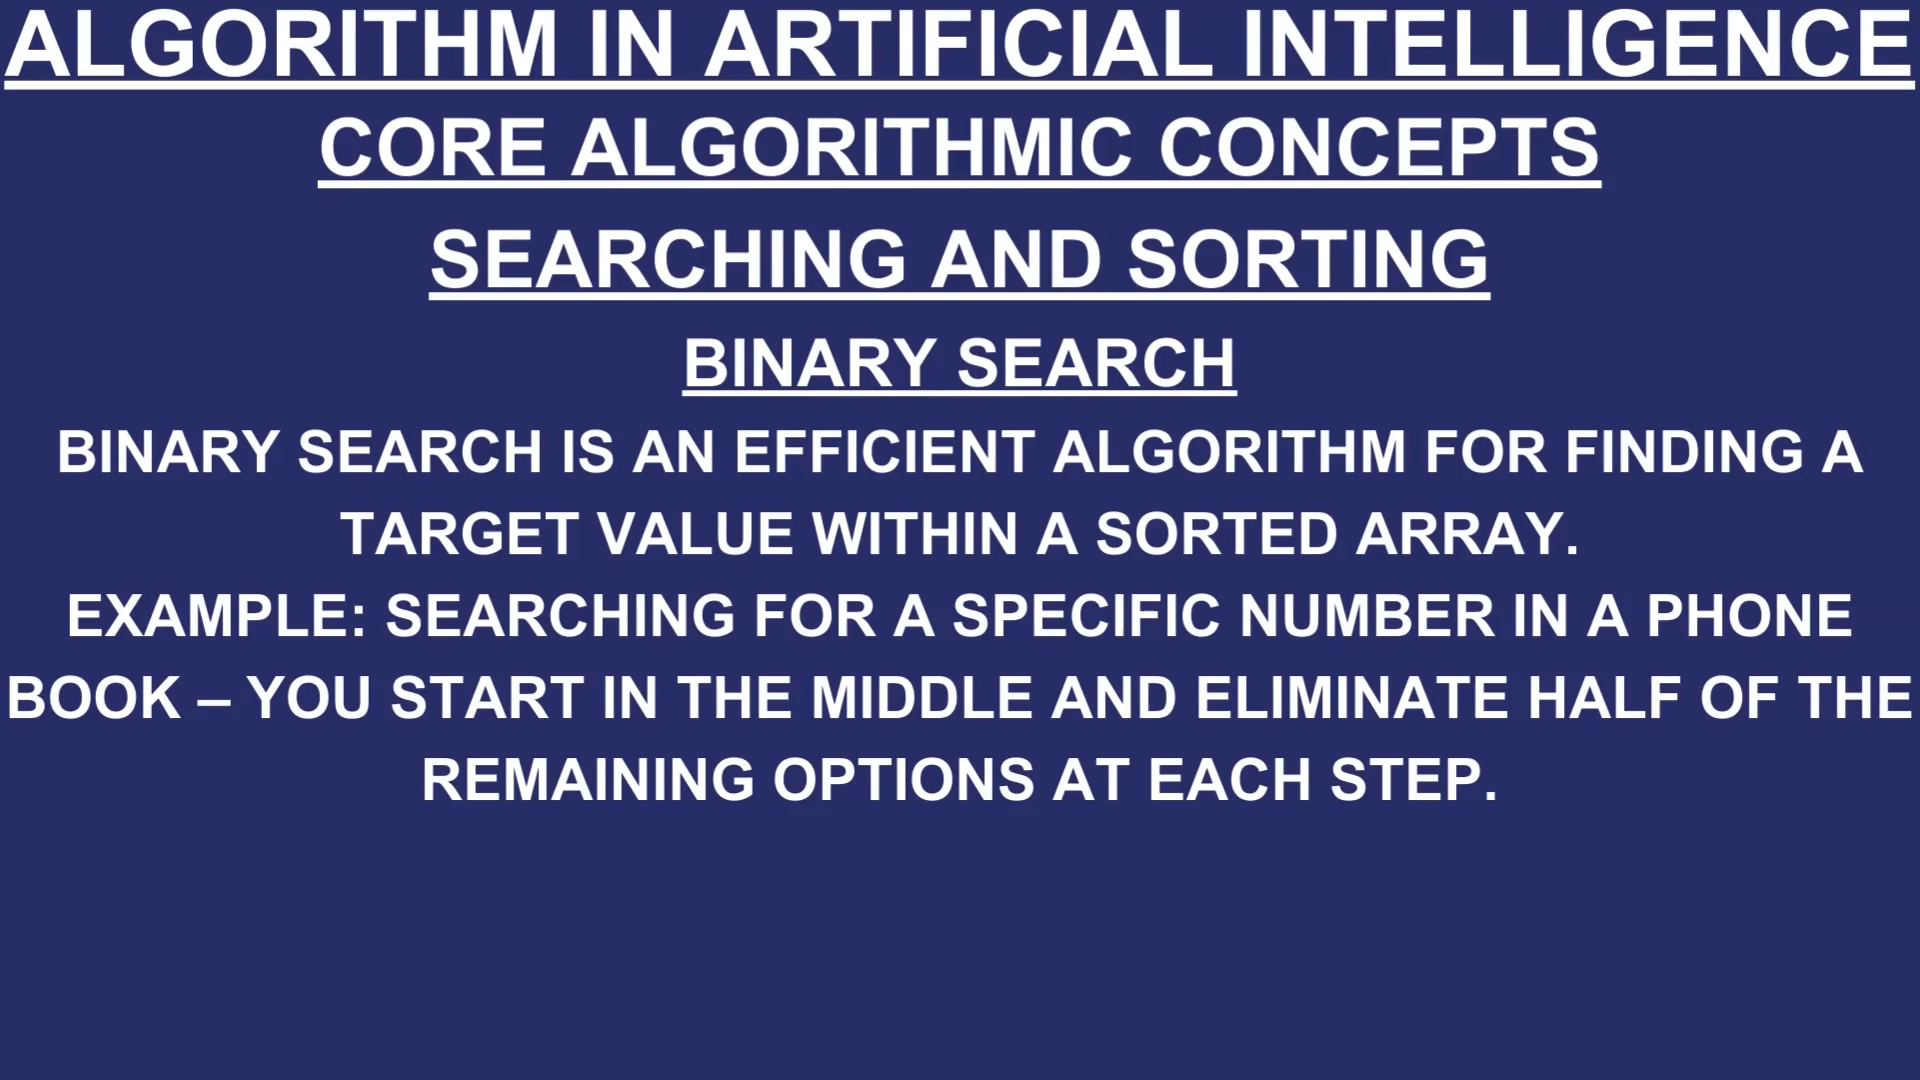 ALGORITHM IN ARTIFICIAL INTELLIGENCE
CORE ALGORITHMIC CONCEPTS
SEARCHING AND SORTING
BINARY SEARCH
BINARY SEARCH IS AN EFFICIENT ALGORITHM FOR FINDING A
TARGET VALUE WITHIN A SORTED ARRAY.
EXAMPLE: SEARCHING FOR A SPECIFIC NUMBER IN A PHONE
BOOK – YOU START IN THE MIDDLE AND ELIMINATE HALF OF THE
REMAINING OPTIONS AT EACH STEP.